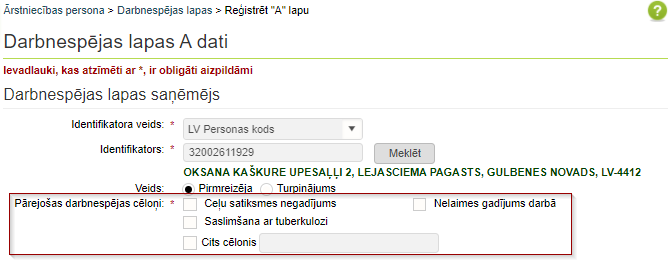 Ārstniecības persona > Darbnespējas lapas > Reģistrēt "A" lapu
?
Darbnespējas lapas A dati
Ievadlauki, kas atzīmēti ar *, ir obligāti aizpildāmi
Darbnespējas lapas saņēmējs
Identifikatora veids: * LV Personas kods
Identifikators: * 32002611929 Meklēt
OKSANA KAŠKURE UPESAĻĻI 2, LEJASCIEMA PAGASTS, GULBENES NOVADS, LV-4412
Veids: Pirmreizēja Turpinājums
Pārejošas darbnespējas cēloņi: * Ceļu satiksmes negadījums Nelaimes gadījums darbā
Saslimšana ar tuberkulozi
Cits cēlonis